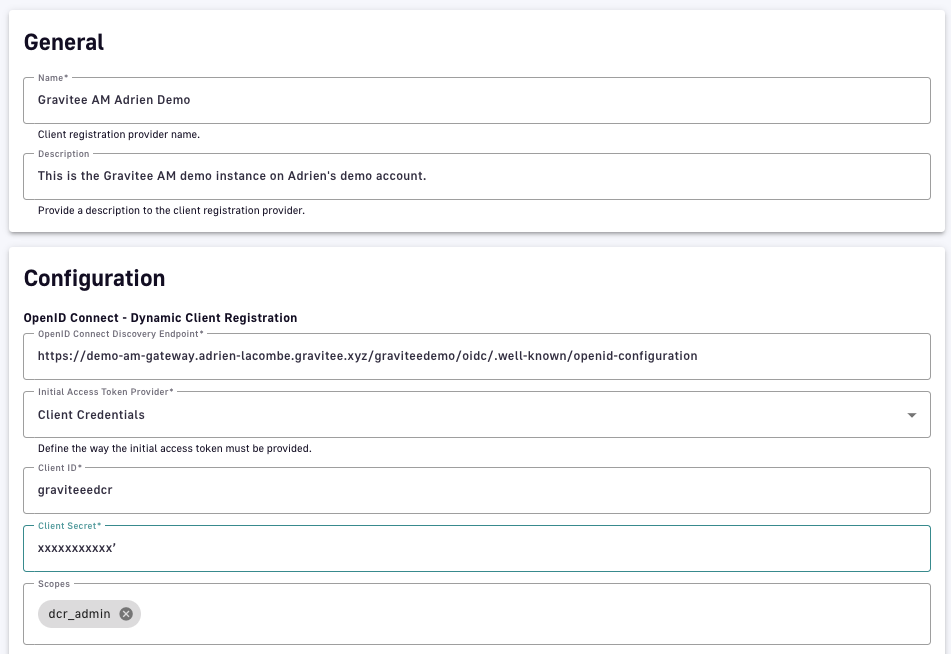 General
Name*
Gravitee AM Adrien Demo
Client registration provider name.
Description
This is the Gravitee AM demo instance on Adrien's demo account.
Provide a description to the client registration provider.
Configuration
OpenID Connect - Dynamic Client Registration
OpenID Connect Discovery Endpoint*
https://demo-am-gateway.adrien-lacombe.gravitee.xyz/graviteedemo/oidc/.well-known/openid-configuration
Initial Access Token Provider*
Client Credentials
Define the way the initial access token must be provided.
Client ID*
graviteeedcr
Client Secret*
xxxxxxxxxxx’
Scopes
dcr_admin